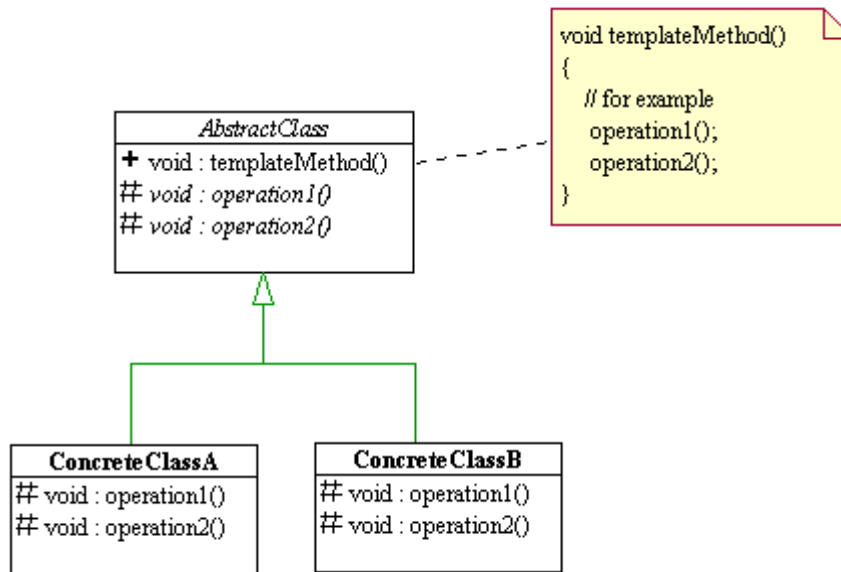 void templateMethod()
{
// for example
operation1();
operation2();
}
AbstractClass
+ void : templateMethod()
# void : operation1()
# void : operation2()
ConcreteClassA
# void : operation1()
# void : operation2()
ConcreteClassB
# void : operation1()
# void : operation2()